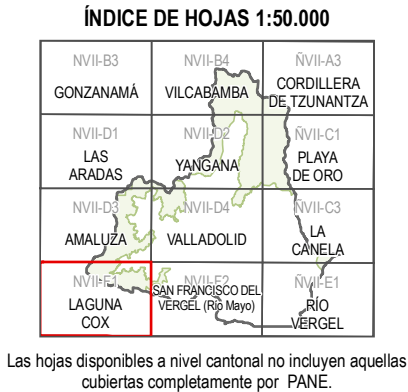 ÍNDICE DE HOJAS 1:50.000
NVII-B3
GONZANAMÁ
NVII-B4
VILCABAMBA
ÑVII-A3
CORDILLERA
DE TZUNANTZA
NVII-D1
LAS
ARADAS
NVII-D2
YANGANA
ÑVII-C1
PLAYA
DE ORO
NVII-D3
AMALUZA
NVII-D4
VALLADOLID
ÑVII-C3
LA
CANELA
NVII-F1
LAGUNA
COX
NVII-F2
SAN FRANCISCO DEL
VERGEL (Río Mayo)
ÑVII-E1
RÍO
VERGEL
Las hojas disponibles a nivel cantonal no incluyen aquellas
cubiertas completamente por PANE.